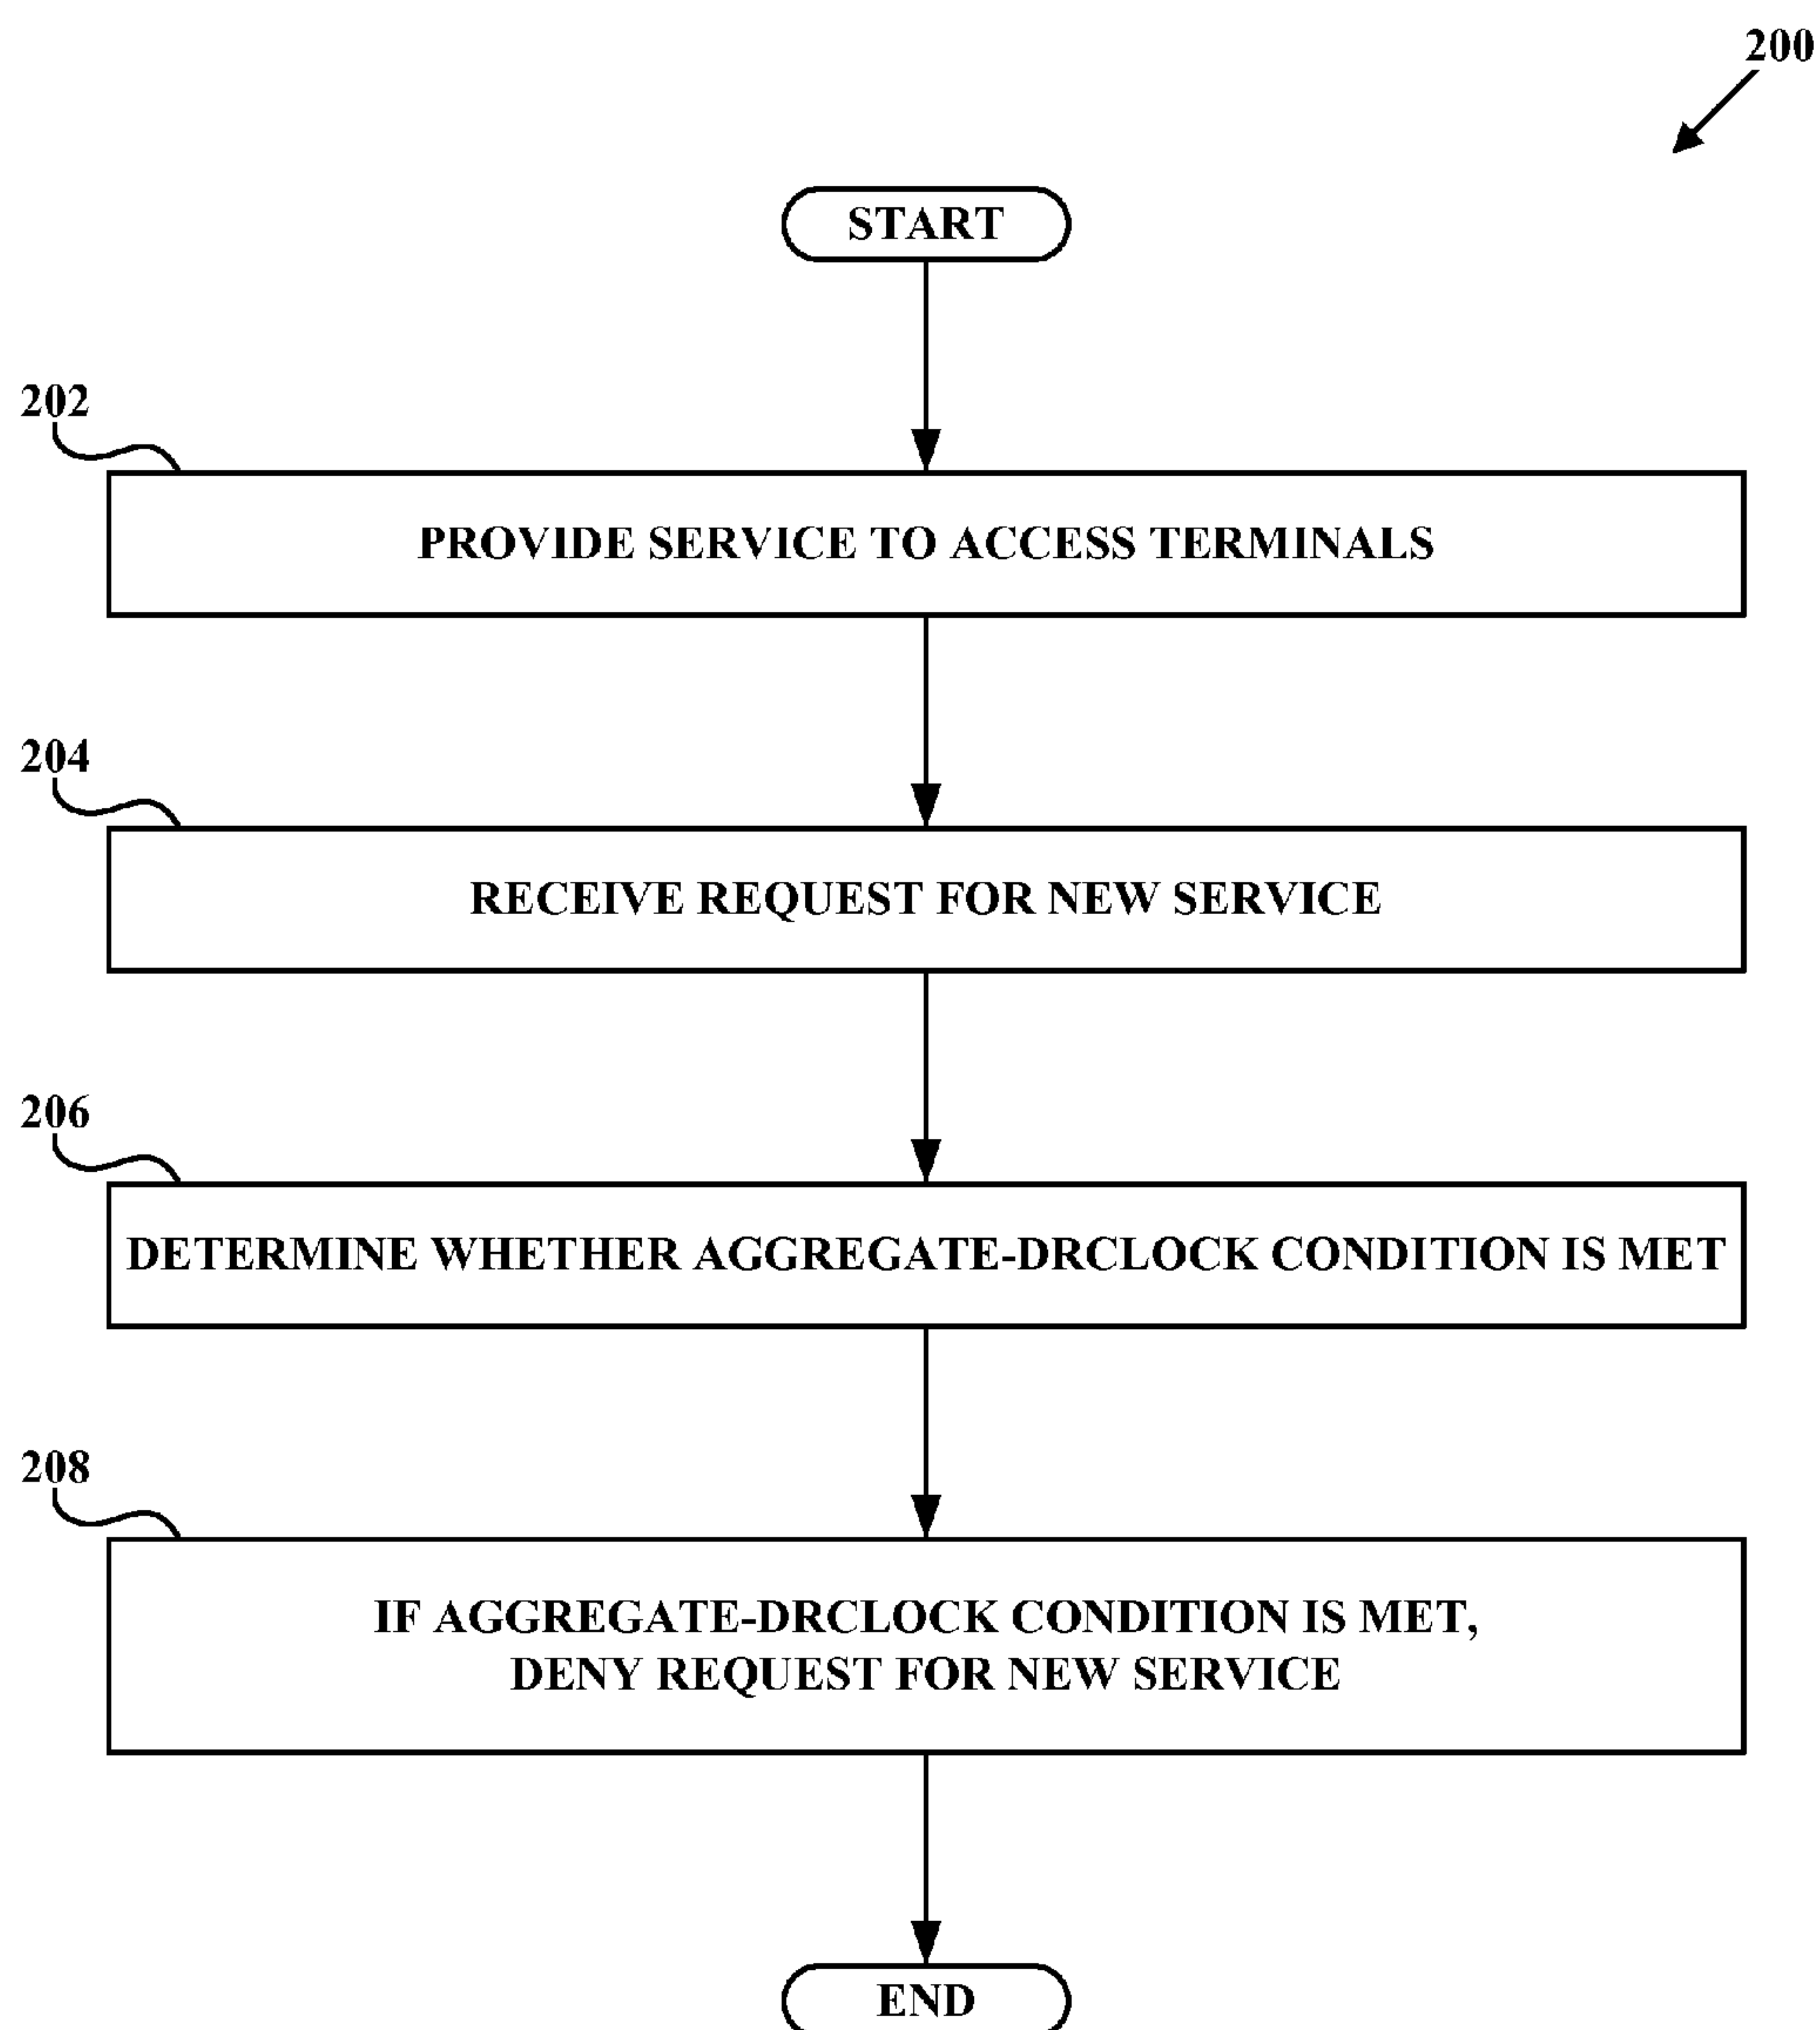 200
START
202
PROVIDE SERVICE TO ACCESS TERMINALS
204
RECEIVE REQUEST FOR NEW SERVICE
206
DETERMINE WHETHER AGGREGATE-DRCLOCK CONDITION IS MET
208
IF AGGREGATE-DRCLOCK CONDITION IS MET,
DENY REQUEST FOR NEW SERVICE
END